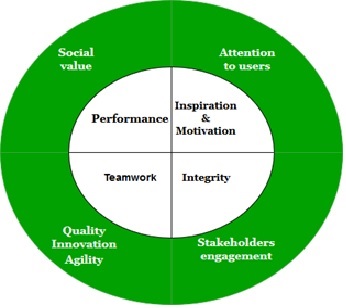 Social
value
Attention
to users
Performance
Inspiration
&
Motivation
Teamwork
Integrity
Quality
Innovation
Agility
Stakeholders
engagement